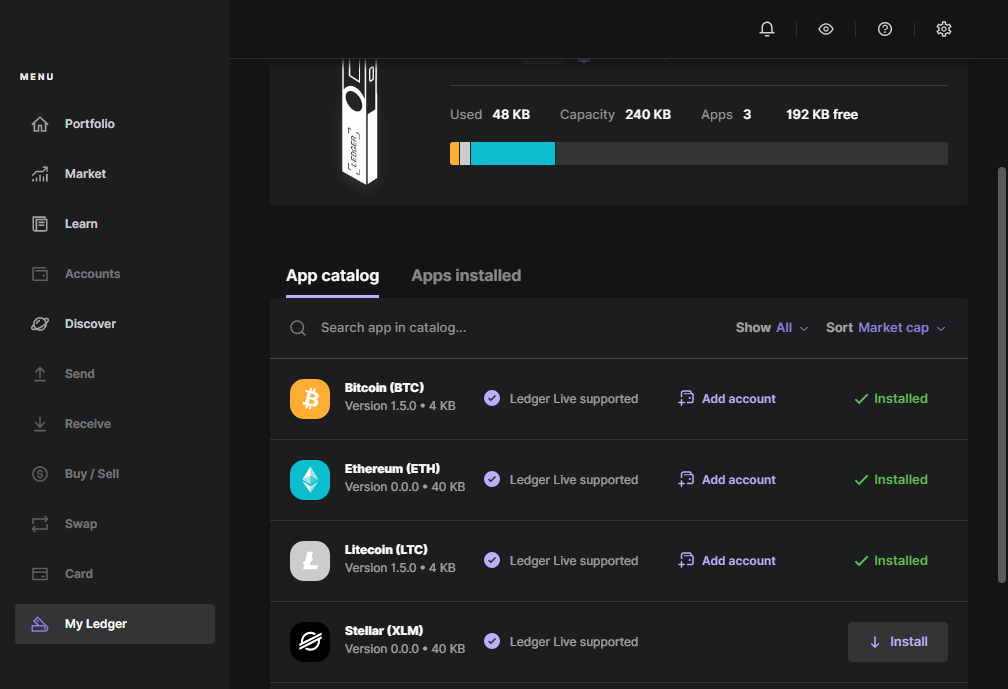 MENU
Portfolio
Market
Learn
Accounts
Discover
Send
Receive
Buy / Sell
Swap
Card
My Ledger
LEDGER
Used 48 KB Capacity 240 KB Apps 3 192 KB free
App catalog Apps installed
Search app in catalog... Show All Sort Market cap
Bitcoin (BTC)
Version 1.5.0 • 4 KB Ledger Live supported Add account Installed
Ethereum (ETH)
Version 0.0.0 • 40 KB Ledger Live supported Add account Installed
Litecoin (LTC)
Version 1.5.0 • 4 KB Ledger Live supported Add account Installed
Stellar (XLM)
Version 0.0.0 • 40 KB Ledger Live supported Install